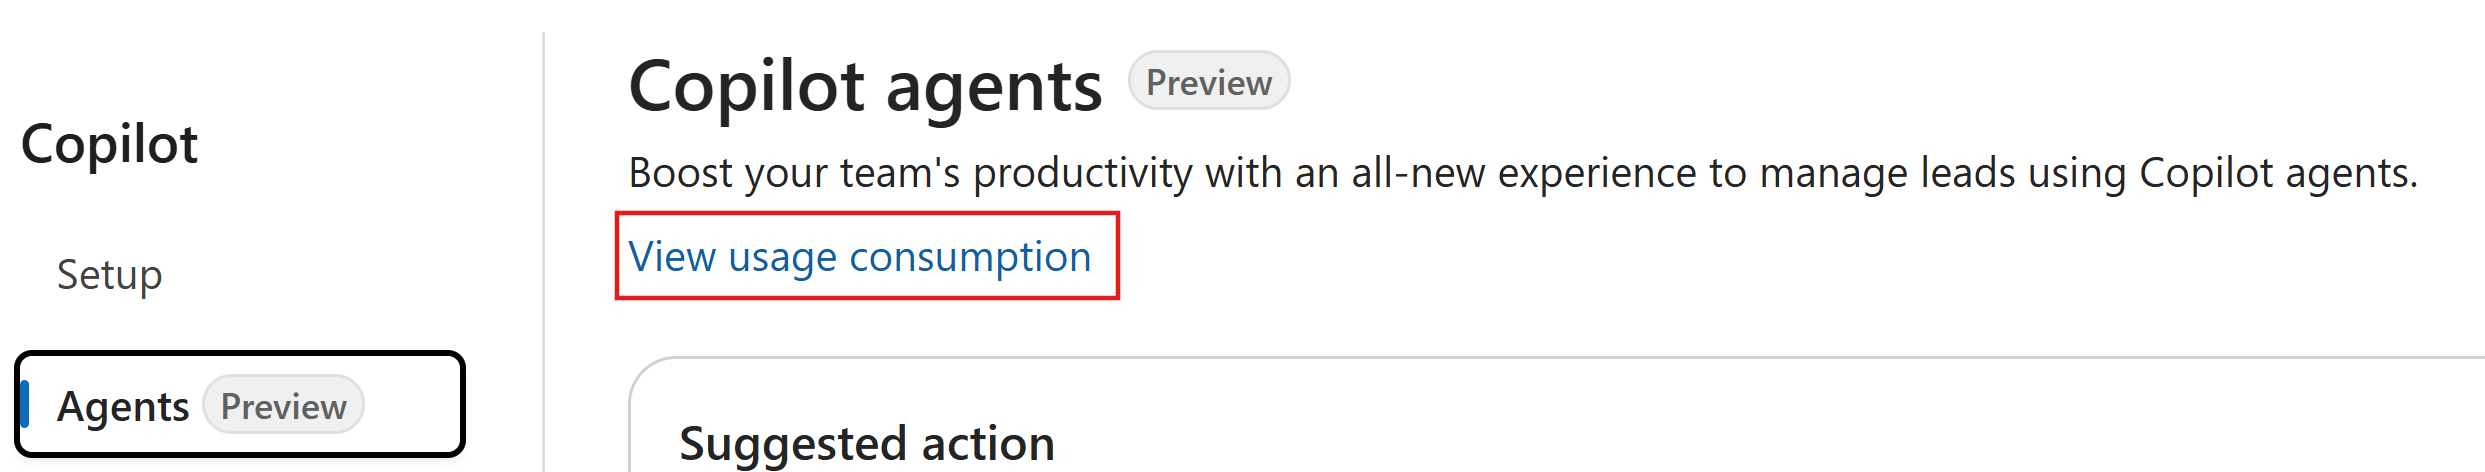 Copilot
Setup
Agents Preview
Copilot agents Preview
Boost your team's productivity with an all-new experience to manage leads using Copilot agents.
View usage consumption
Suggested action